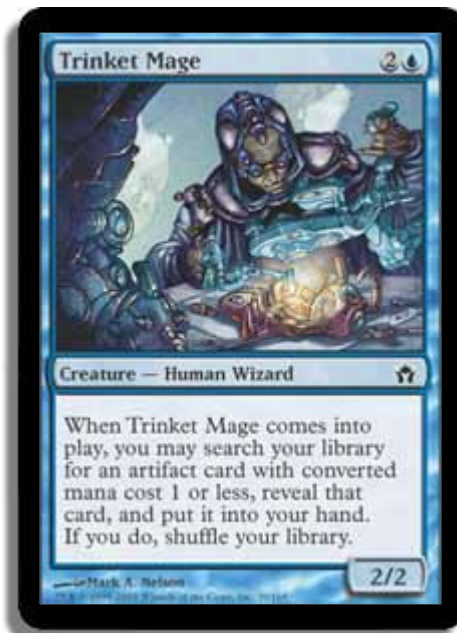 Trinket Mage 2
Creature — Human Wizard
When Trinket Mage comes into
play, you may search your library
for an artifact card with converted
mana cost 1 or less, reveal that
card, and put it into your hand.
If you do, shuffle your library.
Mark A. Nelson
2/2